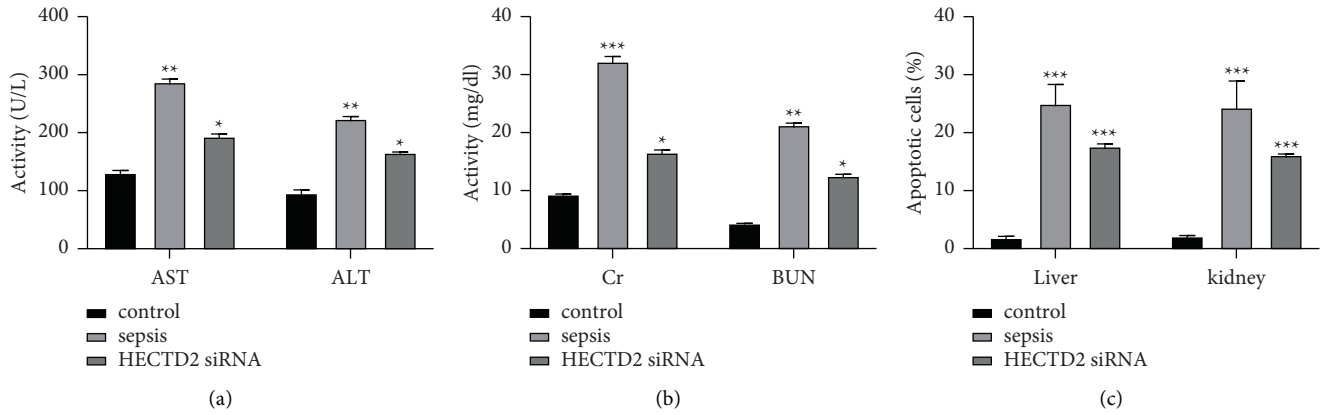 400
300
200
100
0
Activity (U/L)
**
*
**
*
AST
ALT
control
sepsis
HECTD2 siRNA
(a)
40
30
20
10
0
Activity (mg/dl)
***
*
**
*
Cr
BUN
control
sepsis
HECTD2 siRNA
(b)
40
30
20
10
0
Apoptotic cells (%)
***
***
***
***
Liver
kidney
control
sepsis
HECTD2 siRNA
(c)